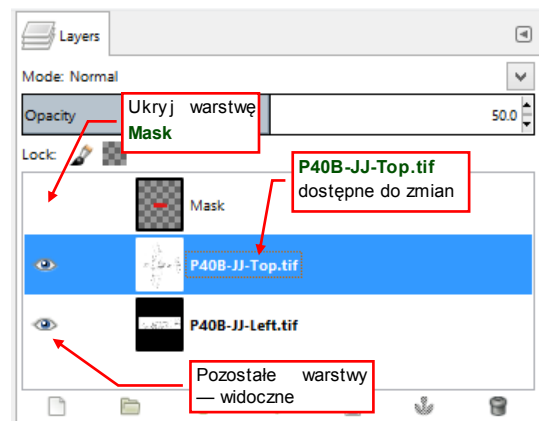 Layers
Mode: Normal
Opacity
50.0
Ukryj warstwę
Mask
Lock:
P40B-JJ-Top.tif
dostępne do zmian
Mask
P40B-JJ-Top.tif
P40B-JJ-Left.tif
Pozostałe warstwy
— widoczne